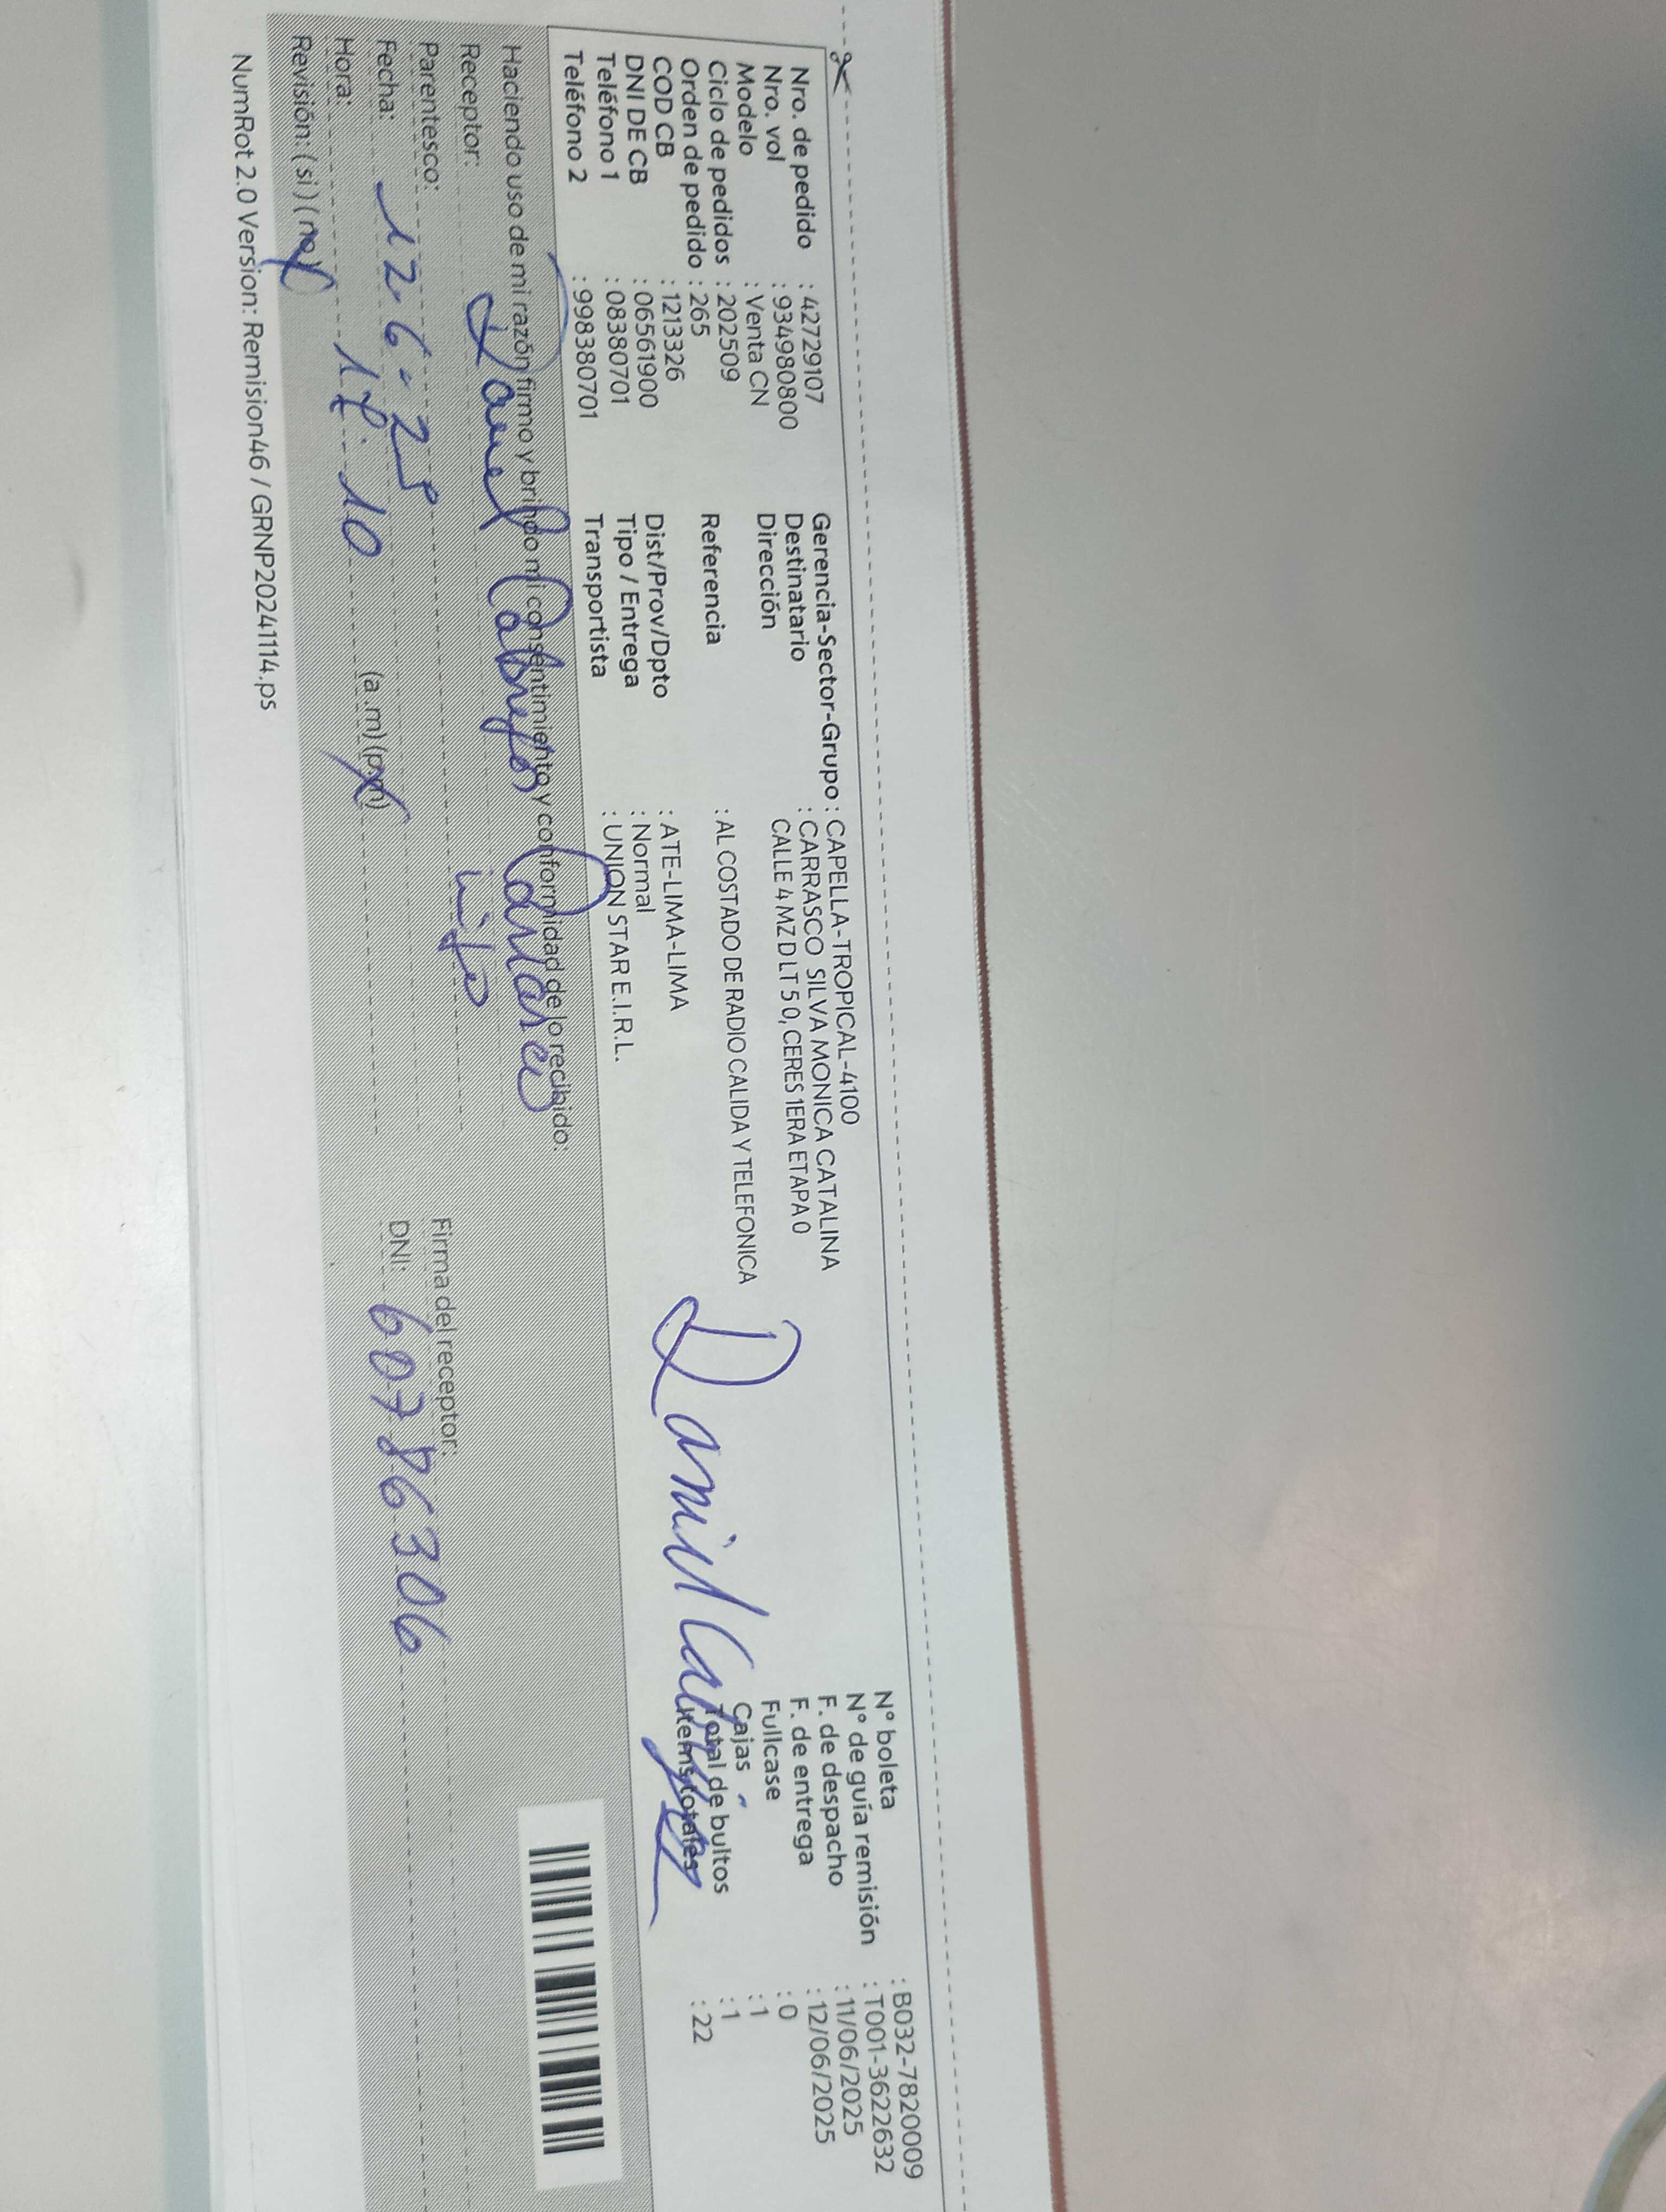 Nro. de pedido : 42729107
Nro. vol : 934980800
Modelo : Venta CN
Ciclo de pedidos : 202509
Orden de pedido : 265
COD CB : 1213326
DNI DE CB : 06561900
Teléfono 1 : 08380701
Teléfono 2 : 998380701
Gerencia-Sector-Grupo : CAPELLA-TROPICAL-4100
Destinatario : CARRASCO SILVA MONICA CATALINA
Dirección CALLE 4 MZ D LT 5 0, CERES 1ERA ETAPA 0
Referencia : AL COSTADO DE RADIO CALIDA Y TELEFONICA
Dist/Prov/Dpto : ATE-LIMA-LIMA
Tipo / Entrega : Normal
Transportista : UNION STAR E.I.R.L.
N° boleta : B032-7820009
N° de guía remisión : T001-3622632
F. de despacho : 11/06/2025
F. de entrega : 12/06/2025
Fullcase : 0
Cajas : 1
Total de bultos : 1
Items totales : 22
Haciendo uso de mi razón firmo y brindo mi consentimiento y conformidad de lo recibido:
Receptor:
Parentesco: hijo
Fecha: 12-6-25
Hora: 17:10 (a.m) (p.m)
Revisión: (si) (no)
Firma del receptor:
DNI: 60786306
NumRot 2.0 Version: Remision46 / GRNP20241114.ps